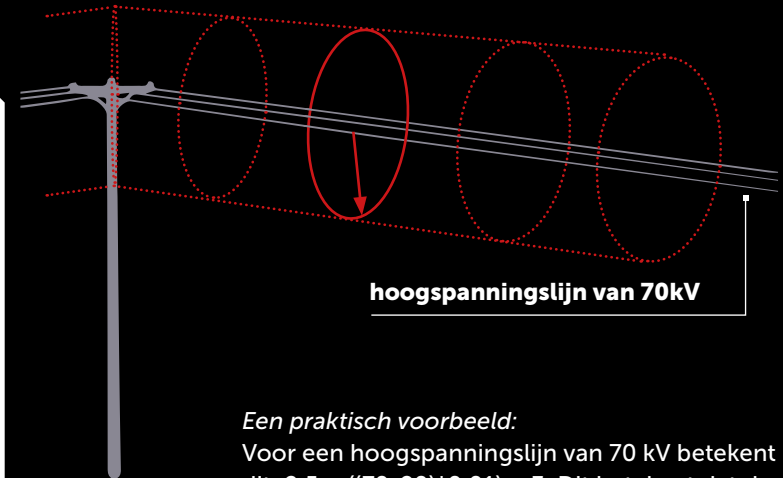 hoogspanningslijn van 70kV
Een praktisch voorbeeld:
Voor een hoogspanningslijn van 70 kV betekent